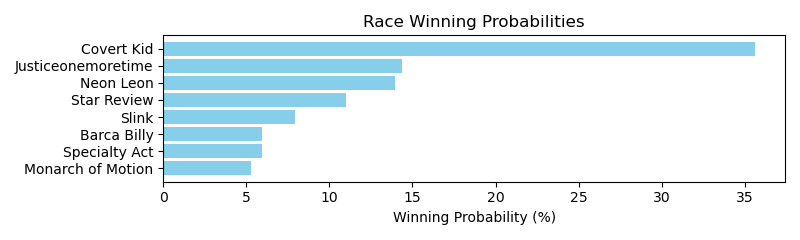 Race Winning Probabilities
Covert Kid
Justiceonemoretime
Neon Leon
Star Review
Slink
Barca Billy
Specialty Act
Monarch of Motion
0 5 10 15 20 25 30 35
Winning Probability (%)